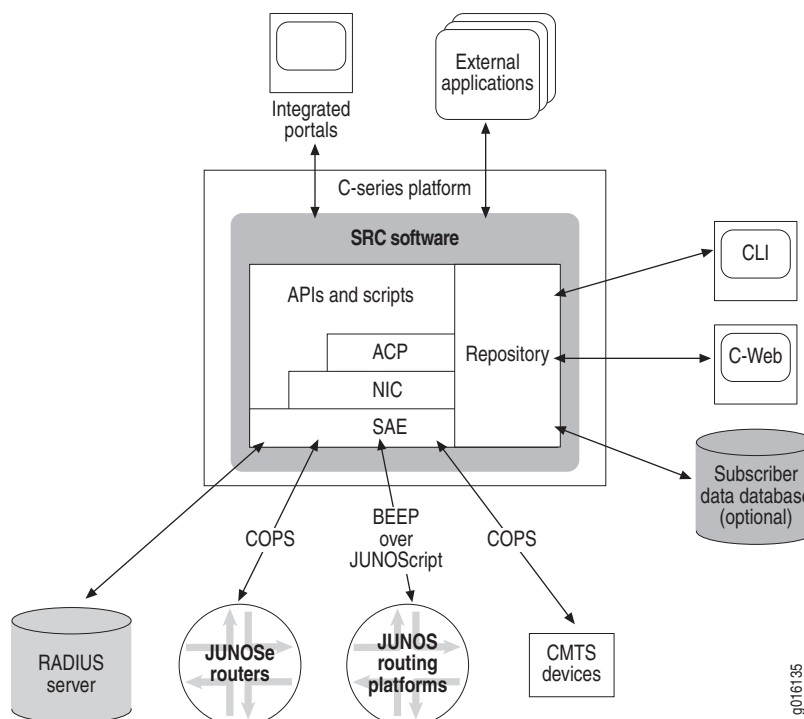 External
applications
Integrated
portals
C-series platform
SRC software
CLI
APIs and scripts
ACP
Repository
C-Web
NIC
SAE
Subscriber
data database
(optional)
COPS
BEEP
over
JUNOScript
COPS
RADIUS
server
JUNOSe
routers
JUNOS
routing
platforms
CMTS
devices
g016135